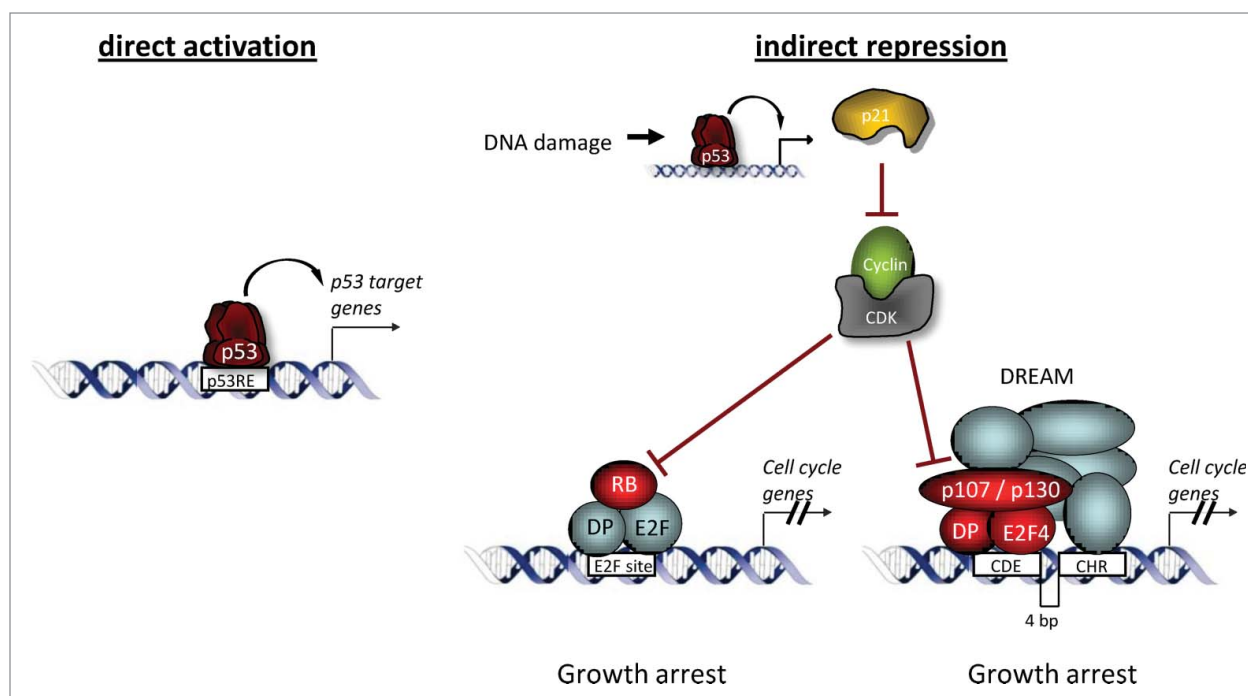 direct activation
p53 target
genes
p53
p53RE
indirect repression
DNA damage
p53
p21
Cyclin
CDK
RB
DP
E2F
E2F site
Cell cycle
genes
Growth arrest
DREAM
p107 / p130
DP
E2F4
CDE
CHR
4 bp
Cell cycle
genes
Growth arrest